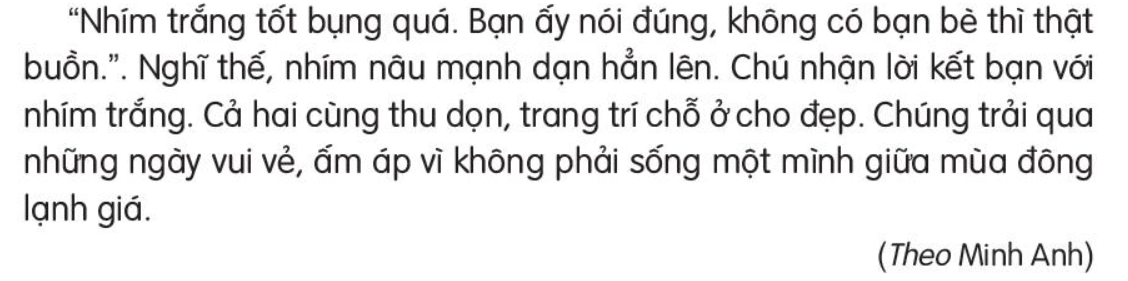 “Nhím trắng tốt bụng quá. Bạn ấy nói đúng, không có bạn bè thì thật
buồn.”. Nghĩ thế, nhím nâu mạnh dạn hẳn lên. Chú nhận lời kết bạn với
nhím trắng. Cả hai cùng thu dọn, trang trí chỗ ở cho đẹp. Chúng trải qua
những ngày vui vẻ, ấm áp vì không phải sống một mình giữa mùa đông
lạnh giá.
(Theo Minh Anh)